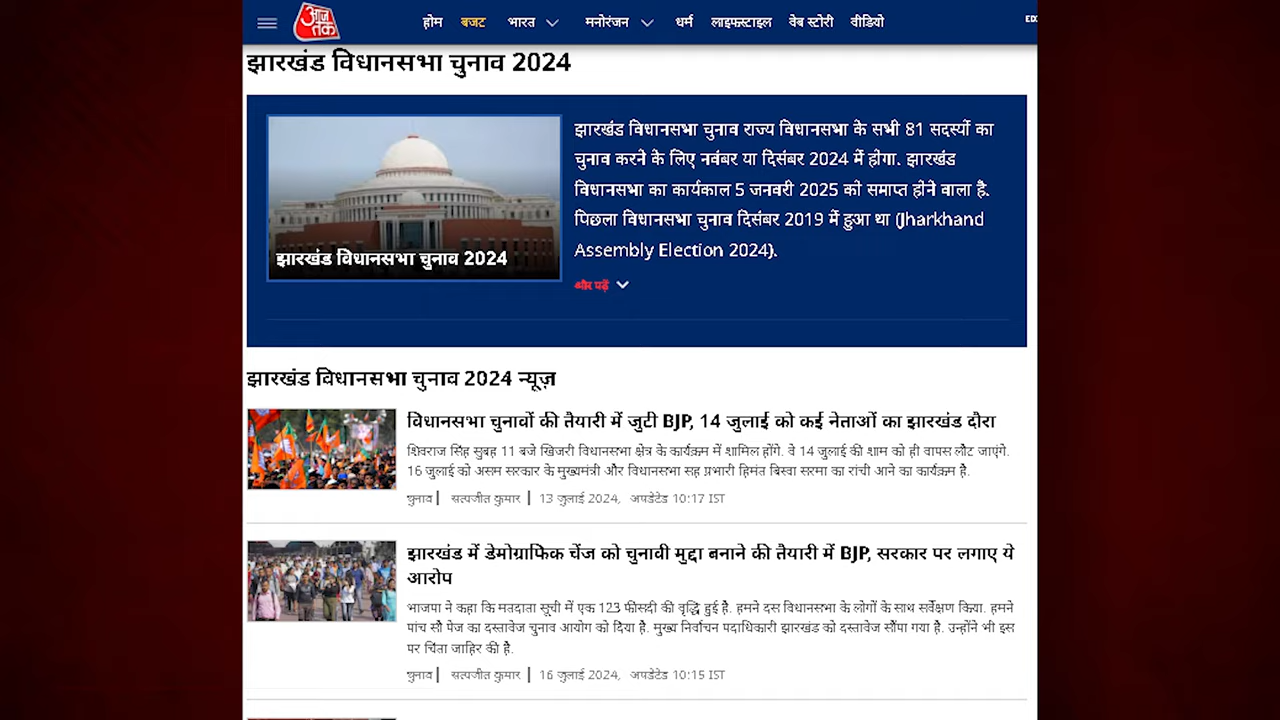 आज तक
होम बजट भारत मनोरंजन धर्म लाइफस्टाइल वेब स्टोरी वीडियो
झारखंड विधानसभा चुनाव 2024
झारखंड विधानसभा चुनाव राज्य विधानसभा के सभी 81 सदस्यों का
चुनाव करने के लिए नवंबर या दिसंबर 2024 में होगा. झारखंड
विधानसभा का कार्यकाल 5 जनवरी 2025 को समाप्त होने वाला है.
पिछला विधानसभा चुनाव दिसंबर 2019 में हुआ था (Jharkhand
Assembly Election 2024).
झारखंड विधानसभा चुनाव 2024
और पढ़ें
झारखंड विधानसभा चुनाव 2024 न्यूज़
विधानसभा चुनावों की तैयारी में जुटी BJP, 14 जुलाई को कई नेताओं का झारखंड दौरा
शिवराज सिंह सुबह 11 बजे खिजरी विधानसभा क्षेत्र के कार्यक्रम में शामिल होंगे. वे 14 जुलाई की शाम को ही वापस लौट जाएंगे.
16 जुलाई को असम सरकार के मुख्यमंत्री और विधानसभा सह प्रभारी हिमंत बिस्वा सरमा का रांची आने का कार्यक्रम है.
चुनाव | सत्यजीत कुमार | 13 जुलाई 2024, अपडेटेड 10:17 IST
झारखंड में डेमोग्राफिक चेंज को चुनावी मुद्दा बनाने की तैयारी में BJP, सरकार पर लगाए ये
आरोप
भाजपा ने कहा कि मतदाता सूची में एक 123 फीसदी की वृद्धि हुई है. हमने दस विधानसभा के लोगों के साथ सर्वेक्षण किया. हमने
पांच सौ पेज का दस्तावेज चुनाव आयोग को दिया है. मुख्य निर्वाचन पदाधिकारी झारखंड को दस्तावेज सौंपा गया है. उन्होंने भी इस
पर चिंता जाहिर की है.
चुनाव | सत्यजीत कुमार | 16 जुलाई 2024, अपडेटेड 10:15 IST